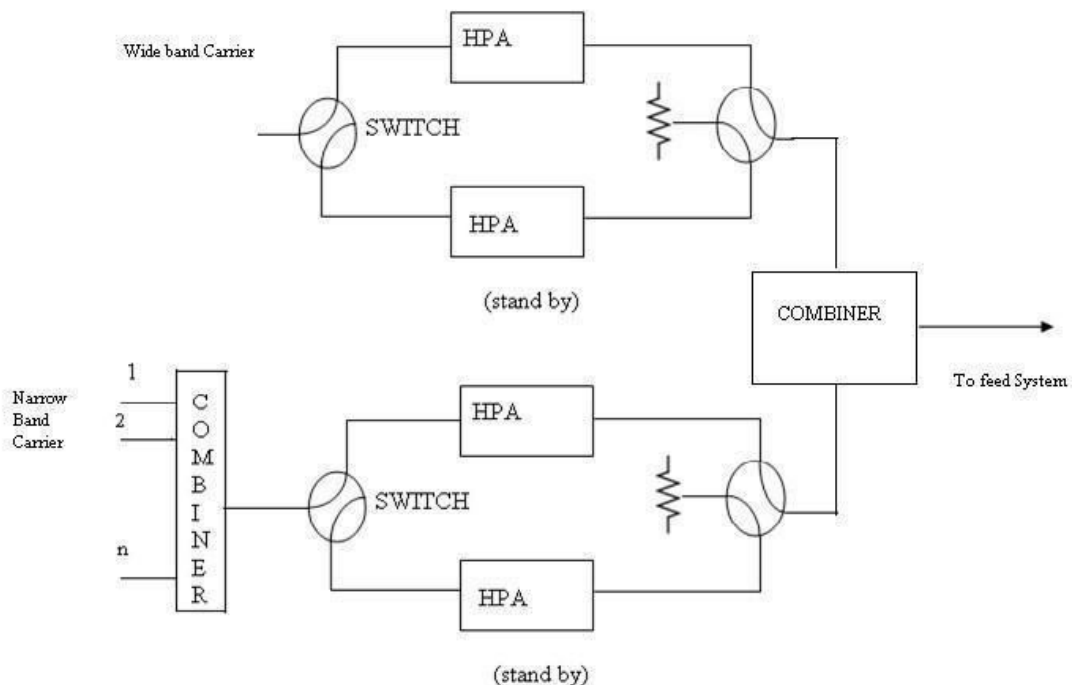 Wide band Carrier
HPA
SWITCH
HPA
(stand by)
COMBINER
To feed System
Narrow
Band
Carrier
1
2
n
COMBINER
HPA
SWITCH
HPA
(stand by)